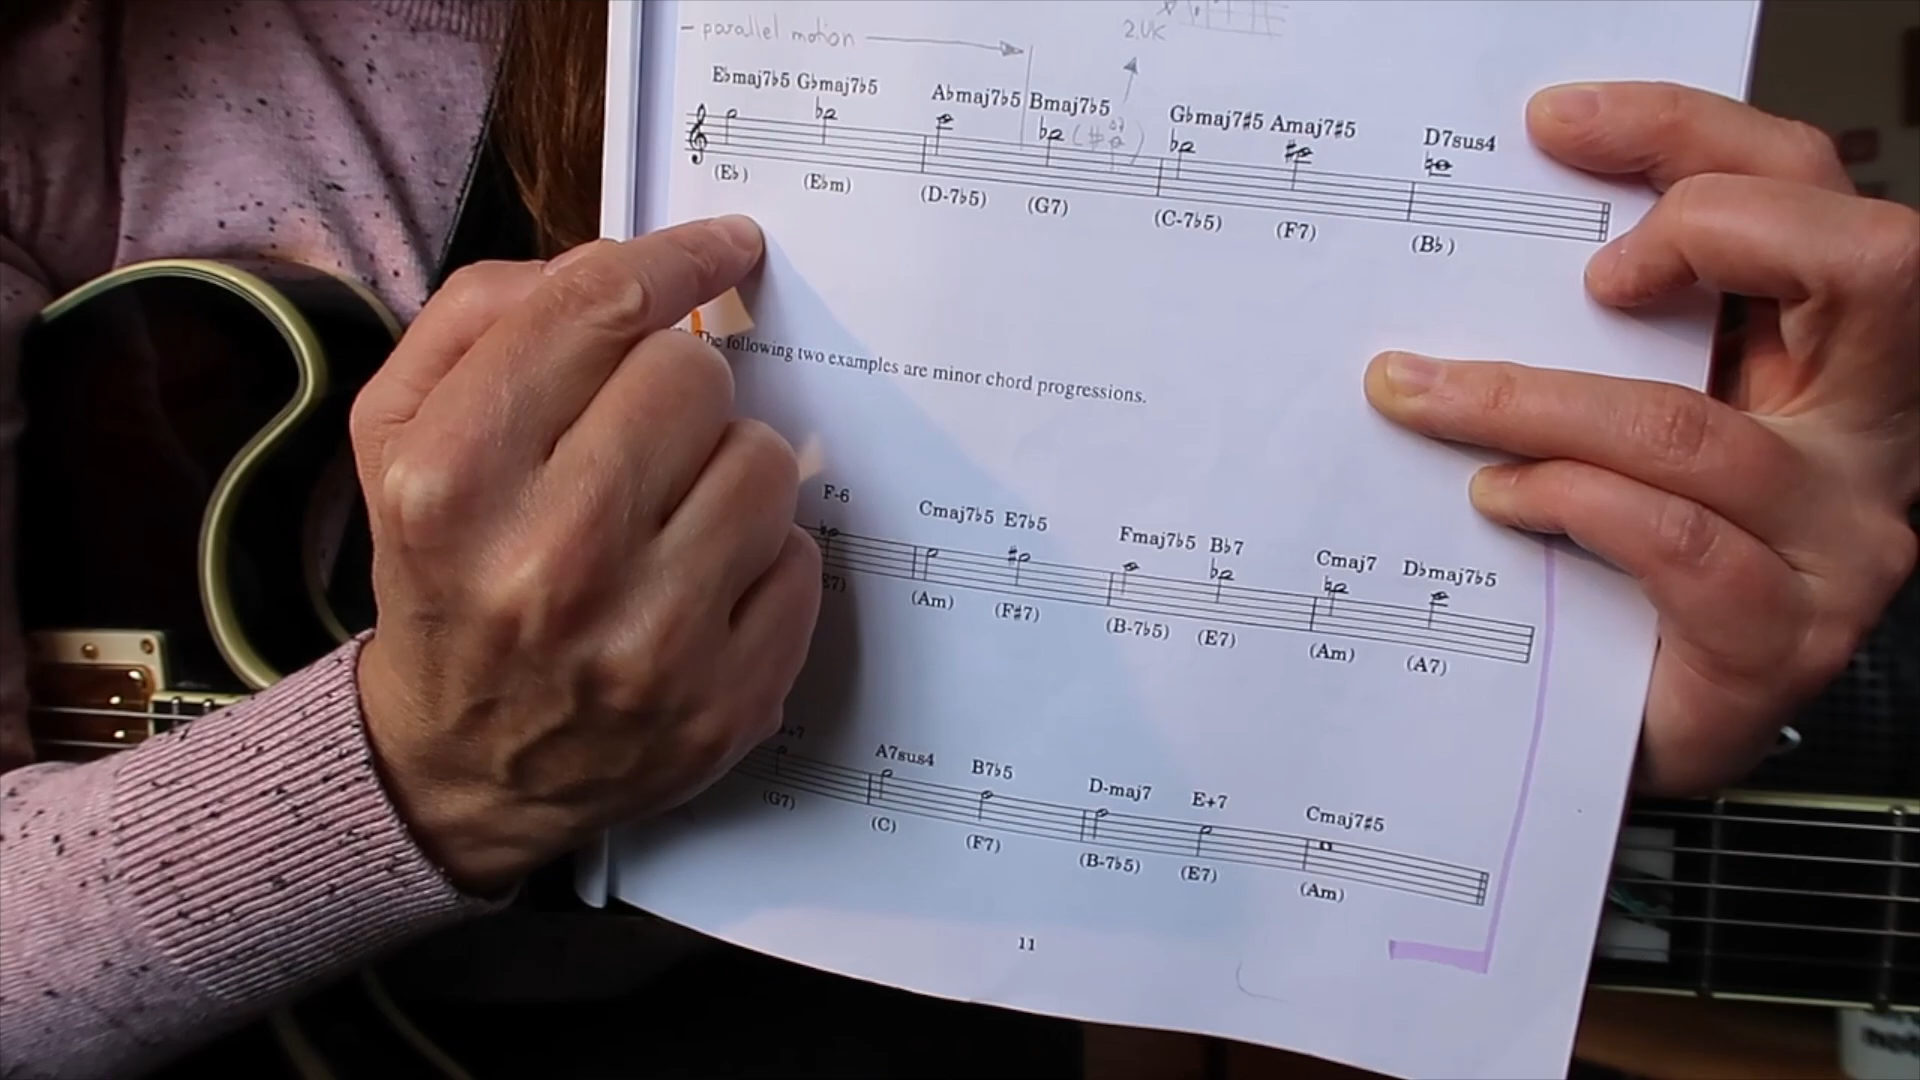 2.UK
– parallel motion
E♭maj7♭5 G♭maj7♭5 A♭maj7♭5 Bmaj7♭5 G♭maj7♯5 Amaj7♯5 D7sus4
(E♭) (E♭m) (D-7♭5) (G7) (C-7♭5) (F7) (B♭)
The following two examples are minor chord progressions.
F-6 Cmaj7♭5 E7♭5 Fmaj7♭5 B♭7 Cmaj7 D♭maj7♭5
(Am) (F♯7) (B-7♭5) (E7) (Am) (A7)
A7sus4 B7♭5 D-maj7 E+7 Cmaj7♯5
(G7) (C) (F7) (B-7♭5) (E7) (Am)
11